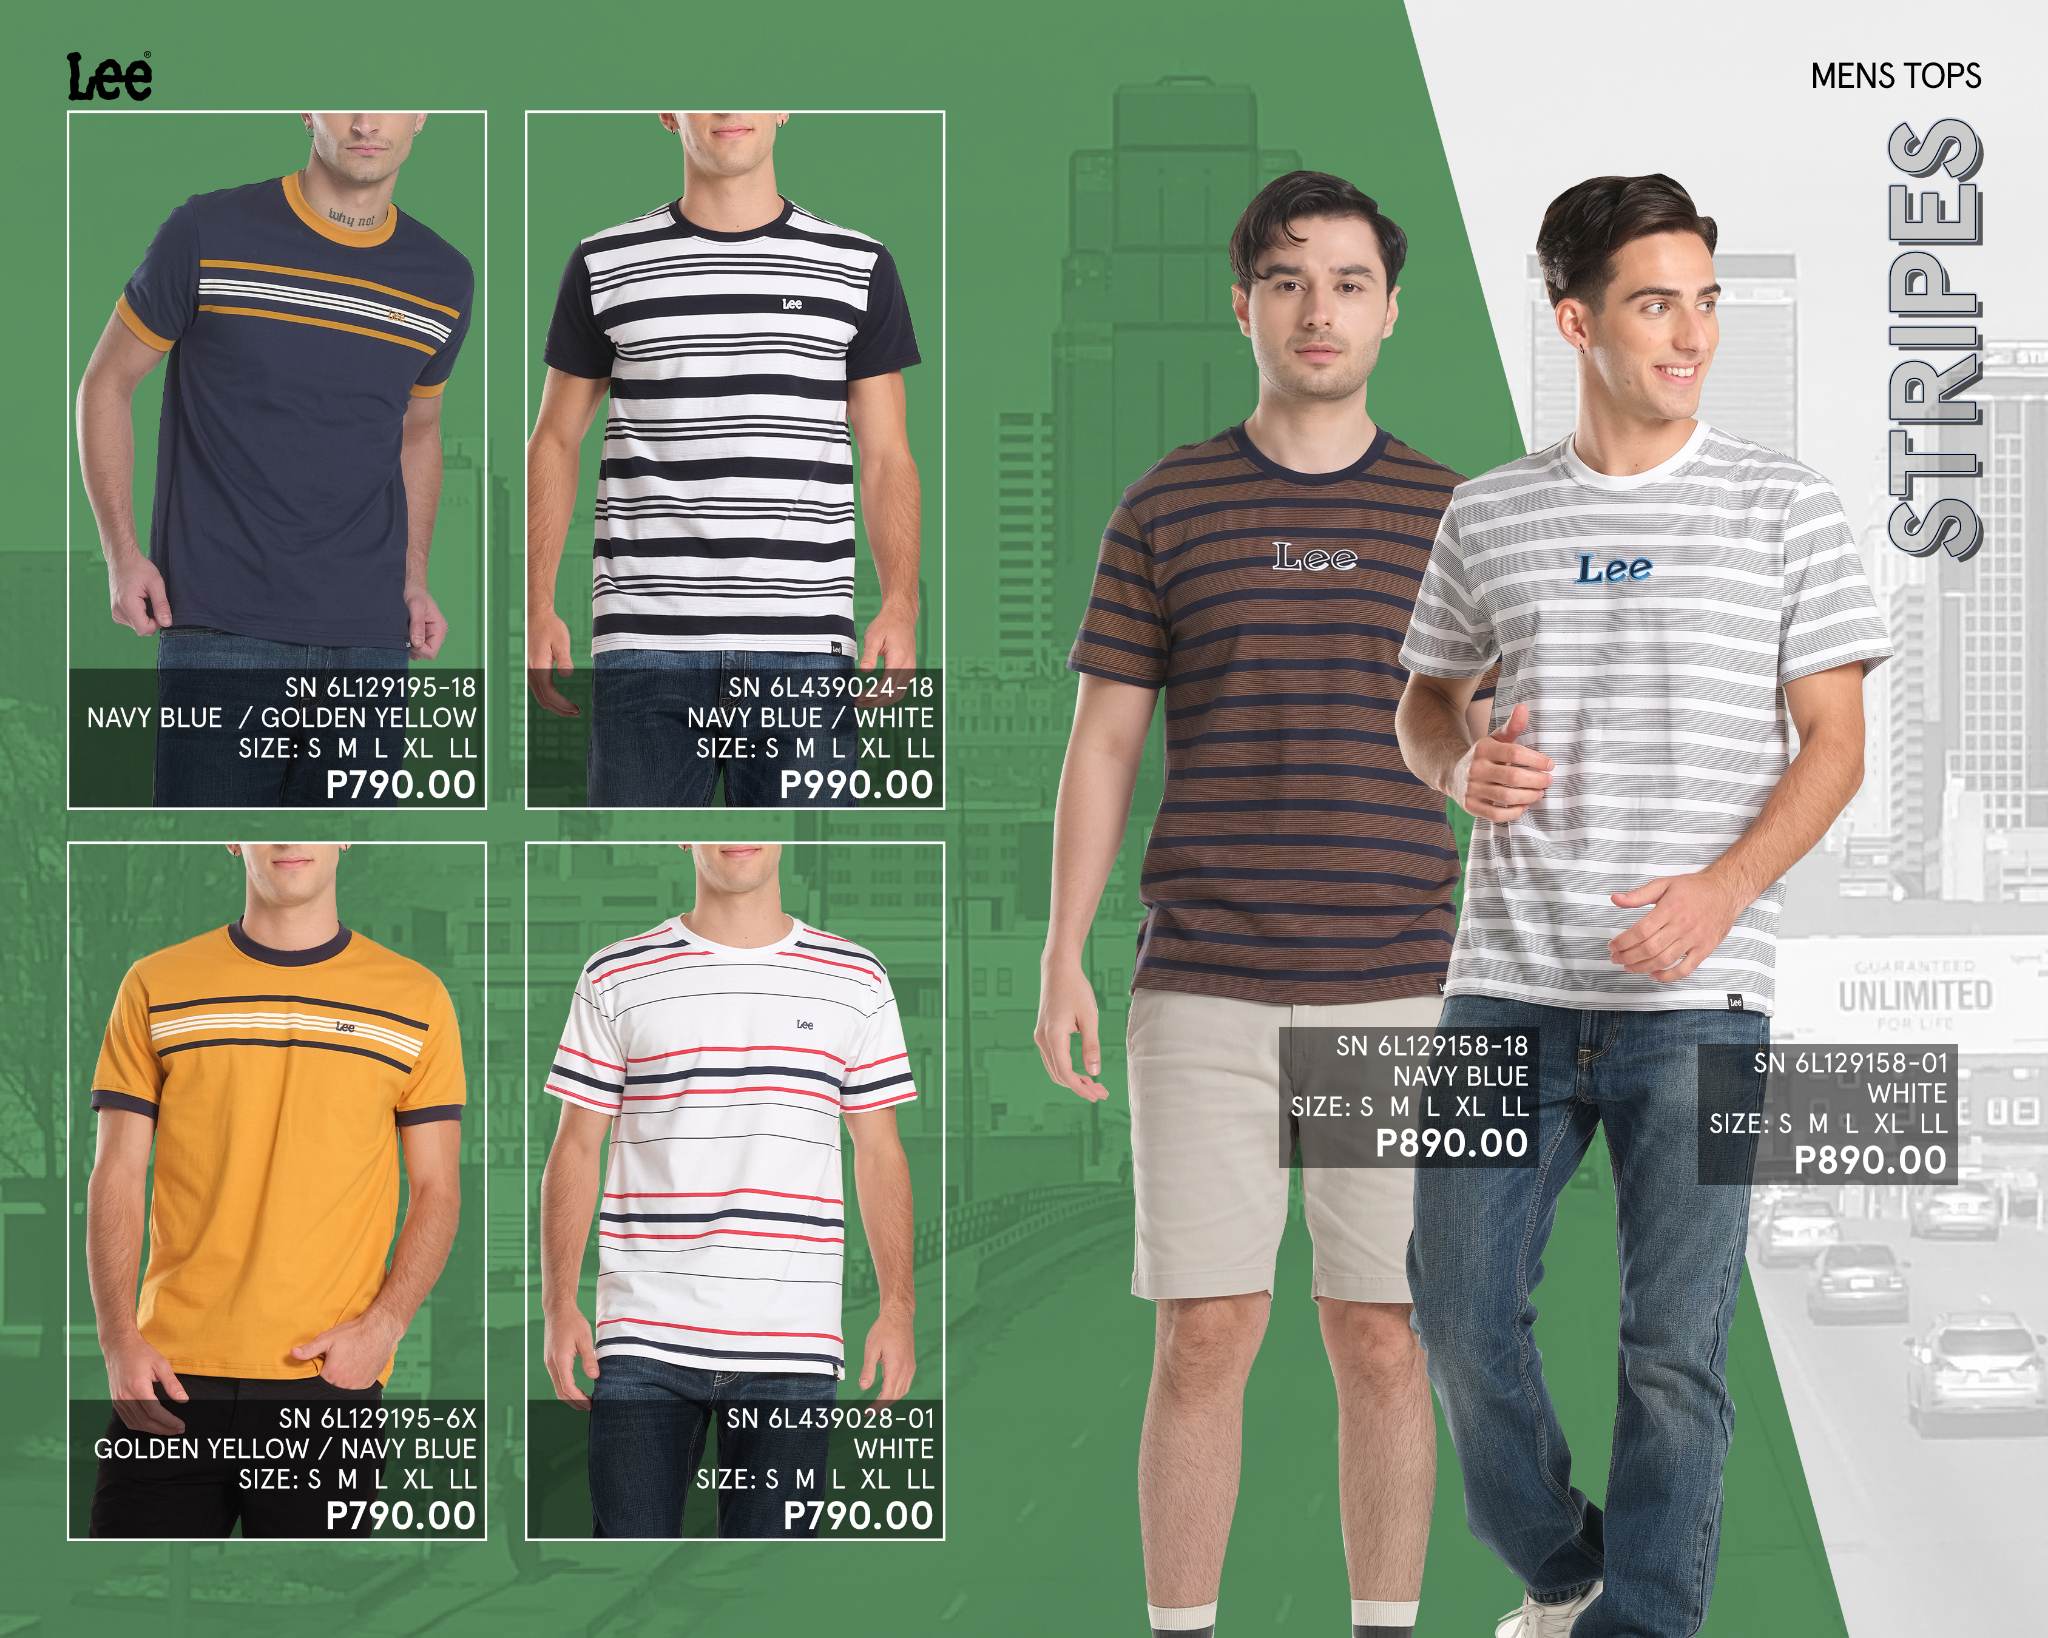 Lee®
MENS TOPS
STRIPES
why not
Lee
Lee
SN 6L129195-18
NAVY BLUE / GOLDEN YELLOW
SIZE: S M L XL LL
P790.00
Lee
SN 6L439024-18
NAVY BLUE / WHITE
SIZE: S M L XL LL
P990.00
Lee
SN 6L129195-6X
GOLDEN YELLOW / NAVY BLUE
SIZE: S M L XL LL
P790.00
Lee
SN 6L439028-01
WHITE
SIZE: S M L XL LL
P790.00
Lee
SN 6L129158-18
NAVY BLUE
SIZE: S M L XL LL
P890.00
Lee
Lee
SN 6L129158-01
WHITE
SIZE: S M L XL LL
P890.00
GUARANTEED
UNLIMITED
FOR LIFE